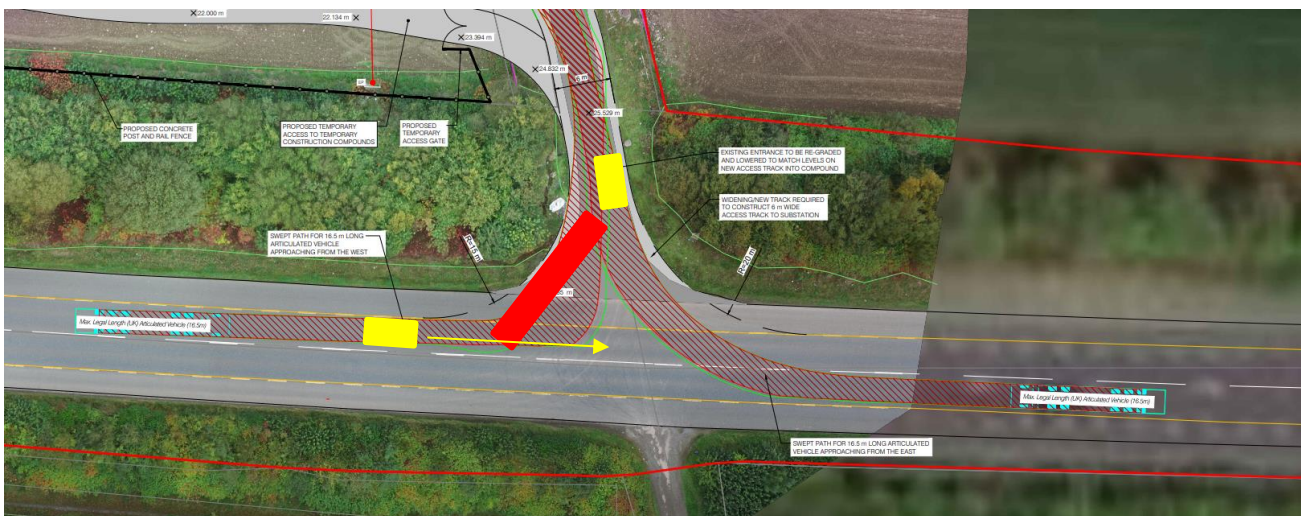 22.000 m
22.134 m
23.394 m
24.832 m
6 m
25.529 m
PROPOSED CONCRETE
POST AND RAIL FENCE
PROPOSED TEMPORARY
ACCESS TO TEMPORARY
CONSTRUCTION COMPOUNDS
PROPOSED
TEMPORARY
ACCESS GATE
EXISTING ENTRANCE TO BE RE-GRADED
AND LOWERED TO MATCH LEVELS ON
NEW ACCESS TRACK INTO COMPOUND
WIDENING/NEW TRACK REQUIRED
TO CONSTRUCT 6 m WIDE
ACCESS TRACK TO SUBSTATION
SWEPT PATH FOR 16.5 m LONG
ARTICULATED VEHICLE
APPROACHING FROM THE WEST
R=15 m
R=20 m
Max. Legal Length (UK) Articulated Vehicle (16.5m)
Max. Legal Length (UK) Articulated Vehicle (16.5m)
SWEPT PATH FOR 16.5 m LONG ARTICULATED
VEHICLE APPROACHING FROM THE EAST